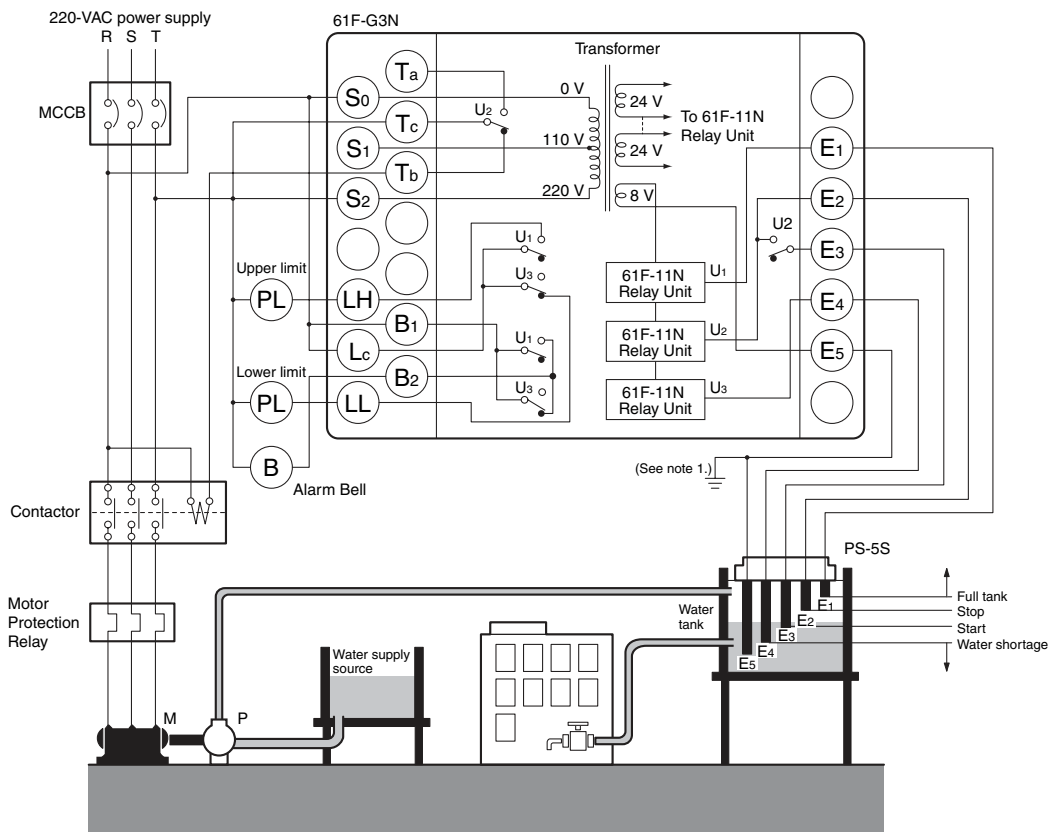 220-VAC power supply
R S T
MCCB
61F-G3N
Transformer
Ta
S0
0 V
U2
Tc
24 V
To 61F-11N
Relay Unit
S1
110 V
24 V
E1
Tb
S2
220 V
8 V
E2
U2
E3
U1
61F-11N
Relay Unit
U1
Upper limit
PL
LH
U3
E4
B1
61F-11N
Relay Unit
U2
U1
Lc
E5
Lower limit
B2
PL
LL
U3
61F-11N
Relay Unit
U3
B
Alarm Bell
(See note 1.)
Contactor
PS-5S
Motor
Protection
Relay
Water
tank
E1
E2
E3
E4
E5
Full tank
Stop
Start
Water shortage
Water supply
source
M
P